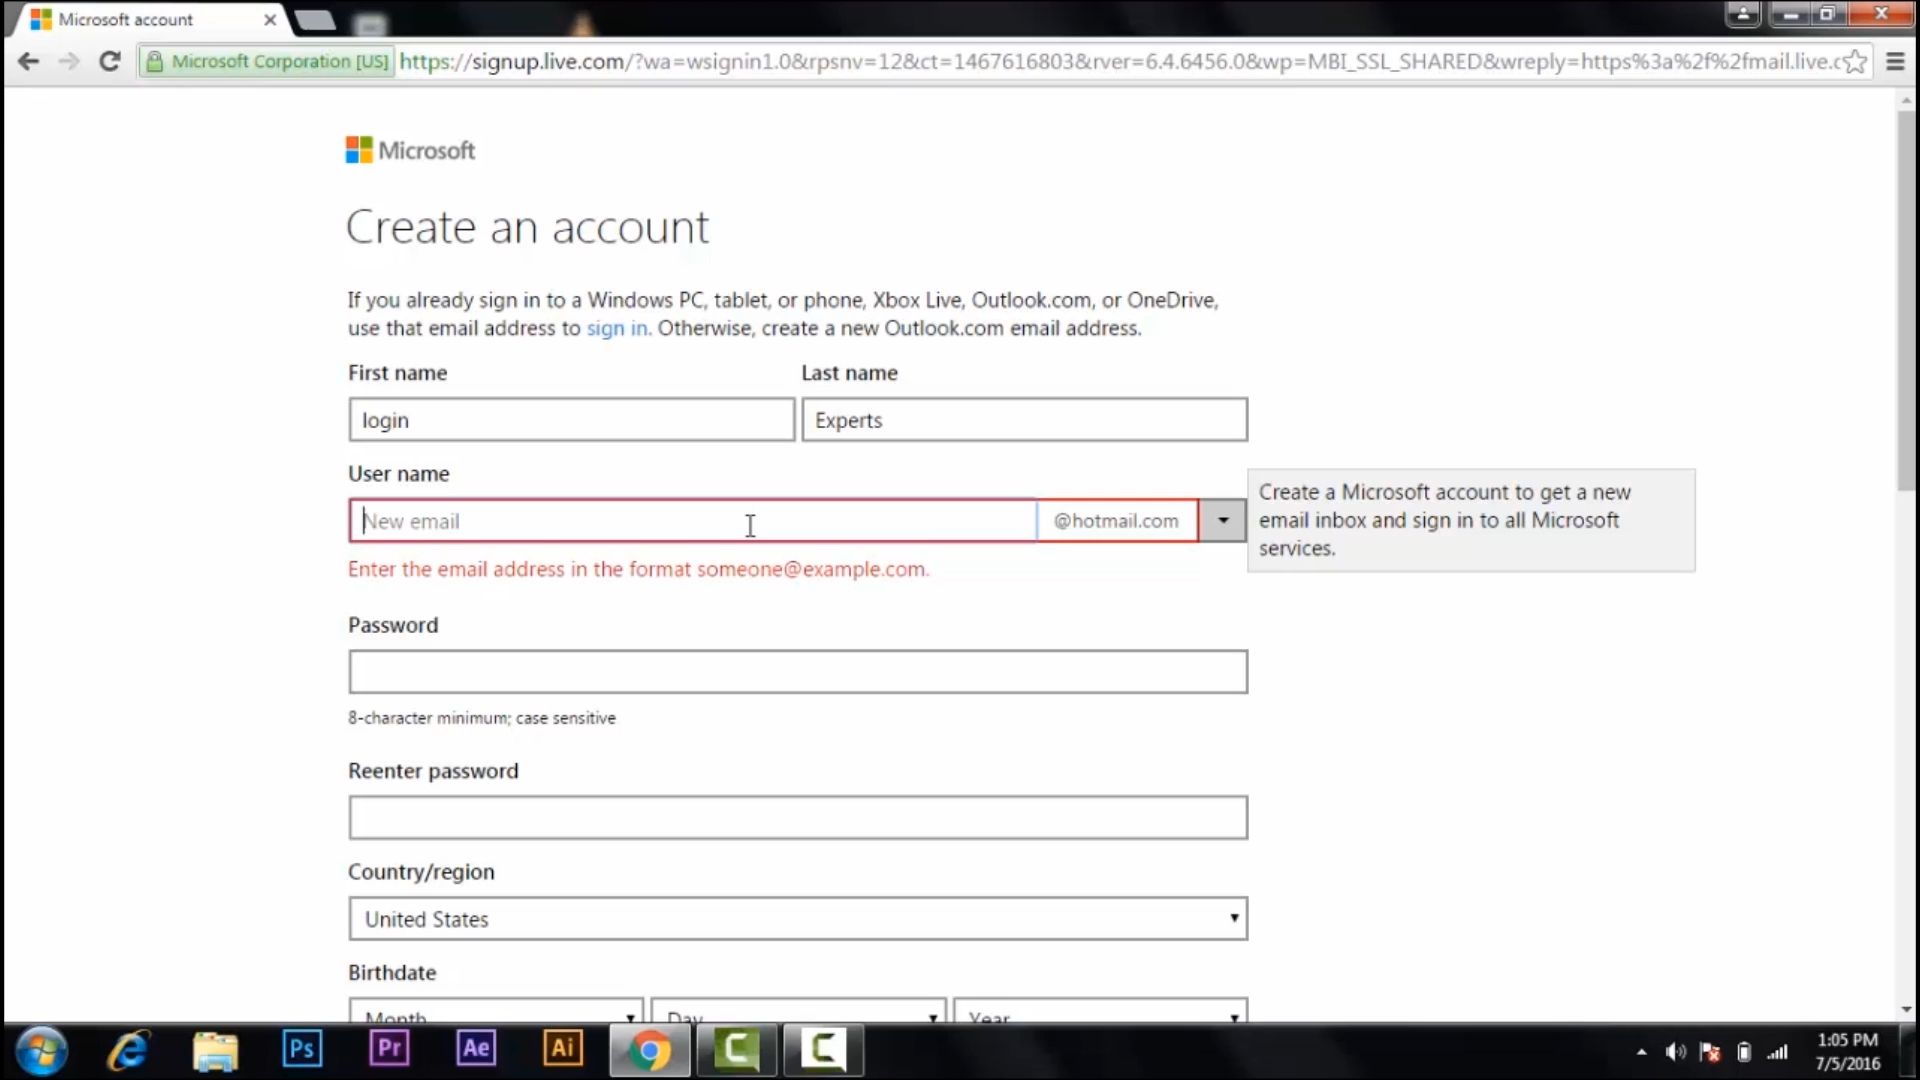 Microsoft account
Microsoft Corporation [US] https://signup.live.com/?wa=wsignin1.0&rpsnv=12&ct=1467616803&rver=6.4.6456.0&wp=MBI_SSL_SHARED&wreply=https%3a%2f%2fmail.live.c
Microsoft
Create an account
If you already sign in to a Windows PC, tablet, or phone, Xbox Live, Outlook.com, or OneDrive,
use that email address to sign in. Otherwise, create a new Outlook.com email address.
First name Last name
login Experts
User name
New email @hotmail.com
Create a Microsoft account to get a new
email inbox and sign in to all Microsoft
services.
Enter the email address in the format someone@example.com.
Password
8-character minimum; case sensitive
Reenter password
Country/region
United States
Birthdate
Month Day Year
Ps Pr Ae Ai C C
1:05 PM
7/5/2016